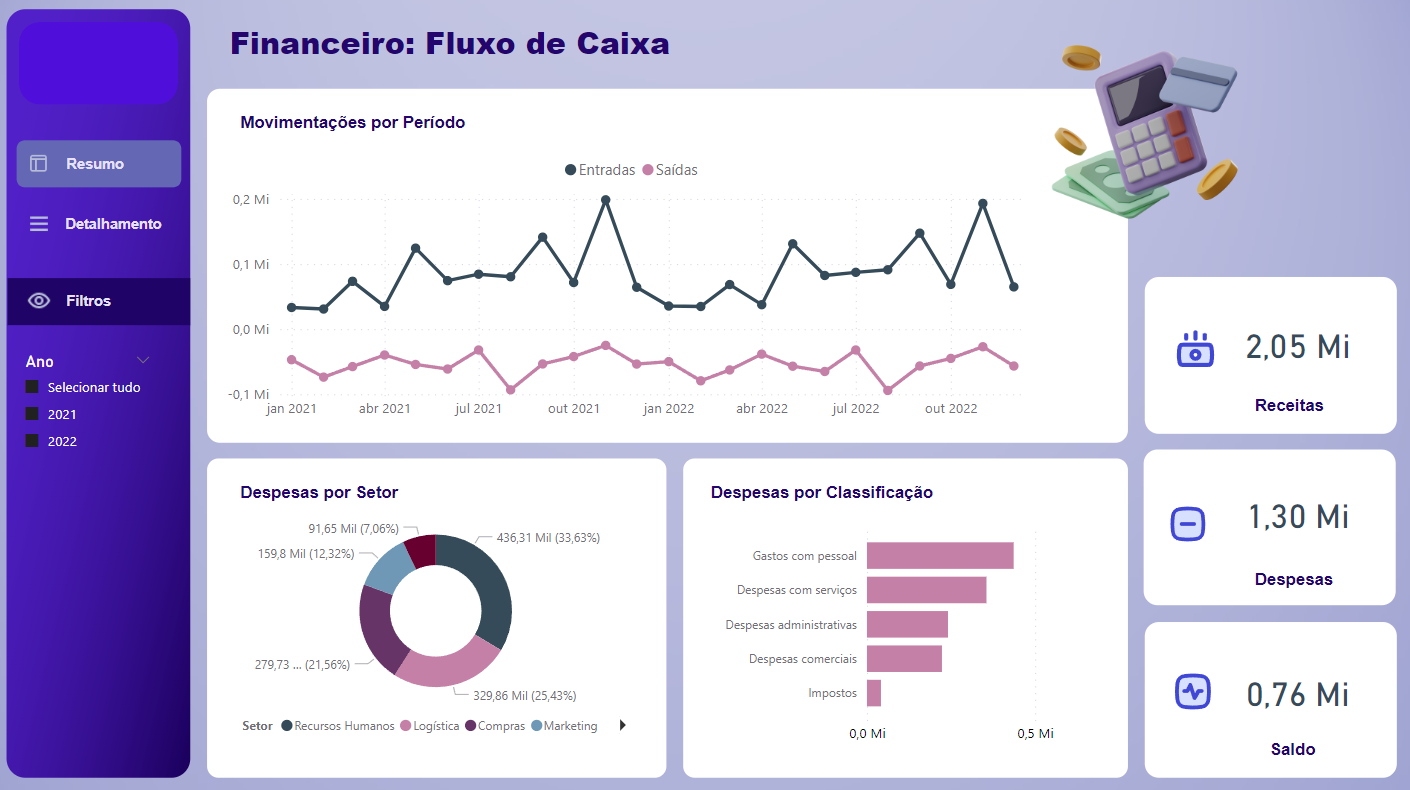 Financeiro: Fluxo de Caixa
Resumo
Detalhamento
Filtros
Ano
Selecionar tudo
2021
2022
Movimentações por Período
Entradas Saídas
0,2 Mi
0,1 Mi
0,0 Mi
-0,1 Mi
jan 2021 abr 2021 jul 2021 out 2021 jan 2022 abr 2022 jul 2022 out 2022
2,05 Mi
Receitas
1,30 Mi
Despesas
0,76 Mi
Saldo
Despesas por Setor
91,65 Mil (7,06%)
436,31 Mil (33,63%)
159,8 Mil (12,32%)
279,73 ... (21,56%)
329,86 Mil (25,43%)
Setor Recursos Humanos Logística Compras Marketing
Despesas por Classificação
Gastos com pessoal
Despesas com serviços
Despesas administrativas
Despesas comerciais
Impostos
0,0 Mi 0,5 Mi